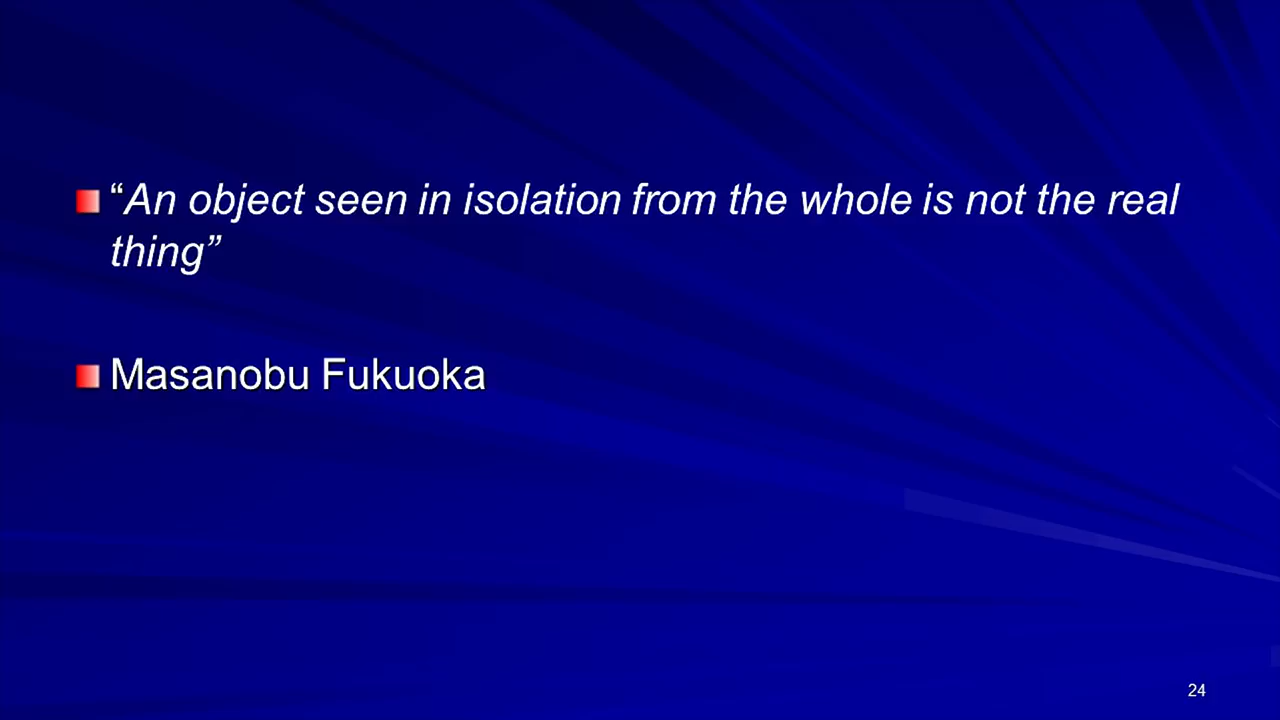 “An object seen in isolation from the whole is not the real
thing”
Masanobu Fukuoka
24